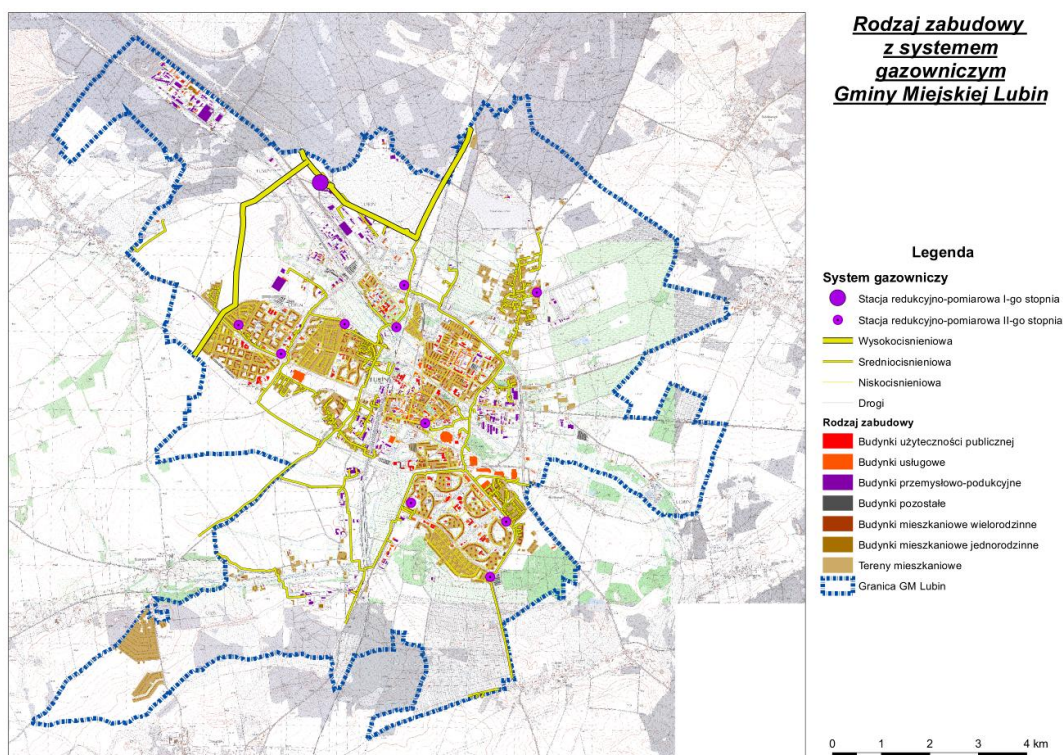 Rodzaj zabudowy
z systemem
gazowniczym
Gminy Miejskiej Lubin
Legenda
System gazowniczy
Stacja redukcyjno-pomiarowa I-go stopnia
Stacja redukcyjno-pomiarowa II-go stopnia
Wysokocisnieniowa
Sredniocisnieniowa
Niskocisnieniowa
Drogi
Rodzaj zabudowy
Budynki użyteczności publicznej
Budynki usługowe
Budynki przemysłowo-podukcyjne
Budynki pozostałe
Budynki mieszkaniowe wielorodzinne
Budynki mieszkaniowe jednorodzinne
Tereny mieszkaniowe
Granica GM Lubin
0 1 2 3 4 km